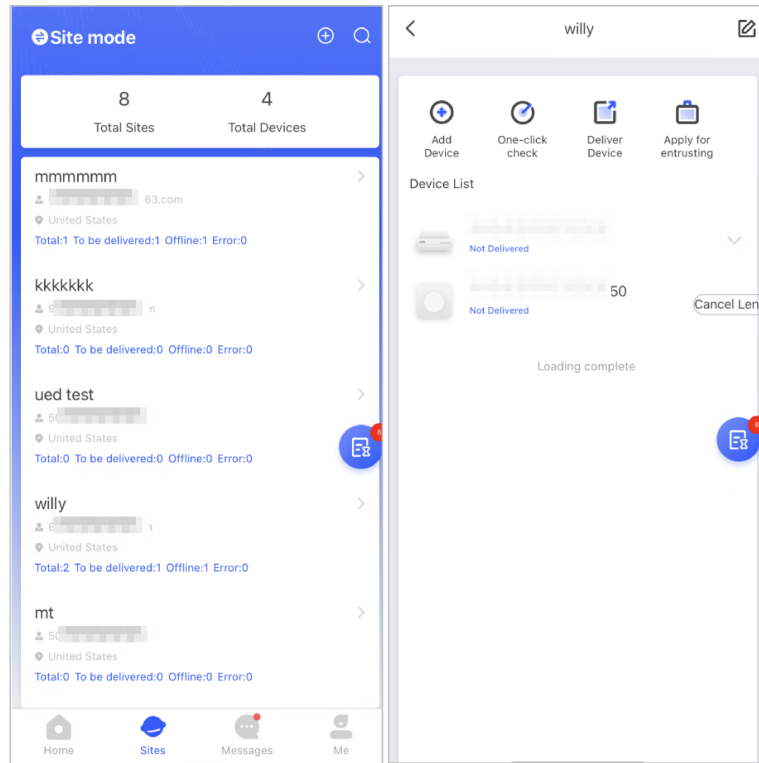 Site mode
8
4
Total Sites
Total Devices
mmmmmm
63.com
United States
Total:1 To be delivered:1 Offline:1 Error:0
kkkkkkk
United States
Total:0 To be delivered:0 Offline:0 Error:0
ued test
50
United States
Total:0 To be delivered:0 Offline:0 Error:0
willy
United States
Total:2 To be delivered:1 Offline:1 Error:0
mt
50
United States
Total:0 To be delivered:0 Offline:0 Error:0
Home
Sites
Messages
Me
willy
Add
Device
One-click
check
Deliver
Device
Apply for
entrusting
Device List
Not Delivered
50
Not Delivered
Cancel Len
Loading complete
8